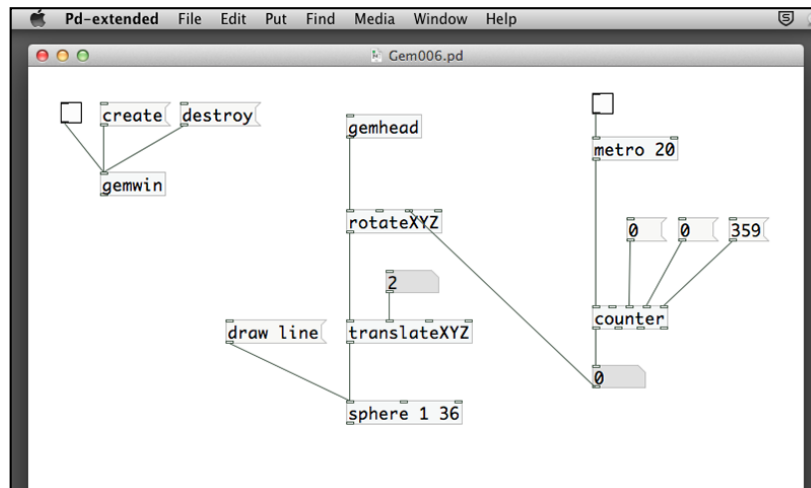 Pd-extended File Edit Put Find Media Window Help
Gem006.pd
create destroy
gemwin
gemhead
metro 20
rotateXYZ
0 0 359
2
draw line translateXYZ
counter
0
sphere 1 36